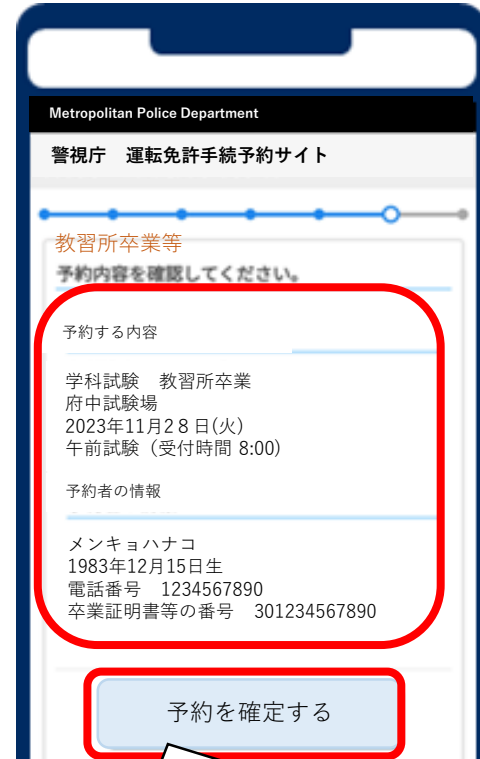 Metropolitan Police Department
警視庁　運転免許手続予約サイト
教習所卒業等
予約内容を確認してください。
予約する内容
学科試験　教習所卒業
府中試験場
2023年11月2８日(火)
午前試験（受付時間 8:00)
予約者の情報
メンキョハナコ
1983年12月15日生
電話番号　1234567890
卒業証明書等の番号　301234567890
予約を確定する